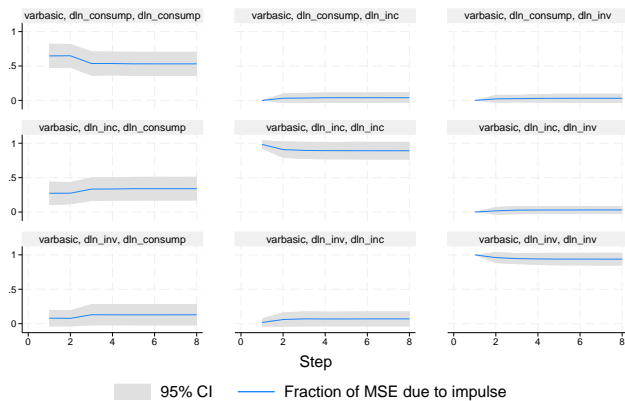 varbasic, dln_consump, dln_consump
varbasic, dln_consump, dln_inc
varbasic, dln_consump, dln_inv
1
.5
0
varbasic, dln_inc, dln_consump
varbasic, dln_inc, dln_inc
varbasic, dln_inc, dln_inv
1
.5
0
varbasic, dln_inv, dln_consump
varbasic, dln_inv, dln_inc
varbasic, dln_inv, dln_inv
1
.5
0
0 2 4 6 8
0 2 4 6 8
0 2 4 6 8
Step
95% CI
Fraction of MSE due to impulse